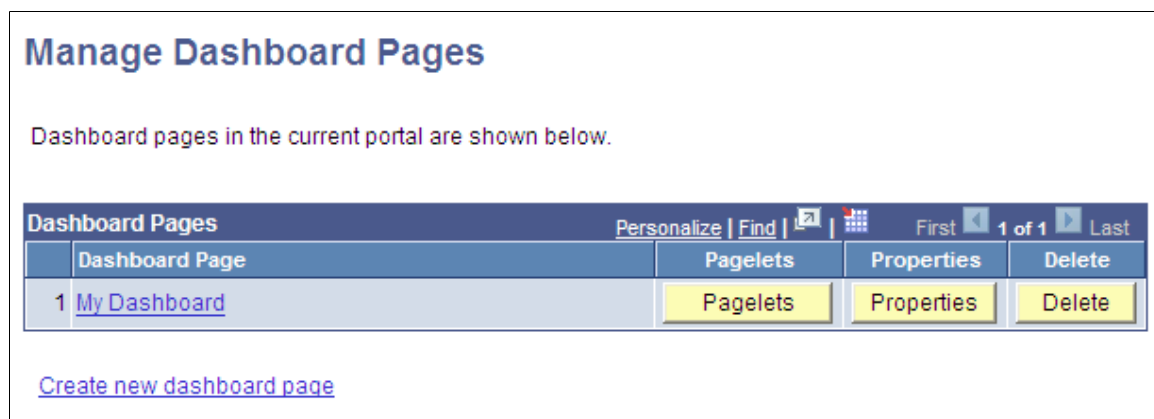 Manage Dashboard Pages
Dashboard pages in the current portal are shown below.
Dashboard Pages Personalize | Find | | First 1 of 1 Last
Dashboard Page Pagelets Properties Delete
1 My Dashboard Pagelets Properties Delete
Create new dashboard page